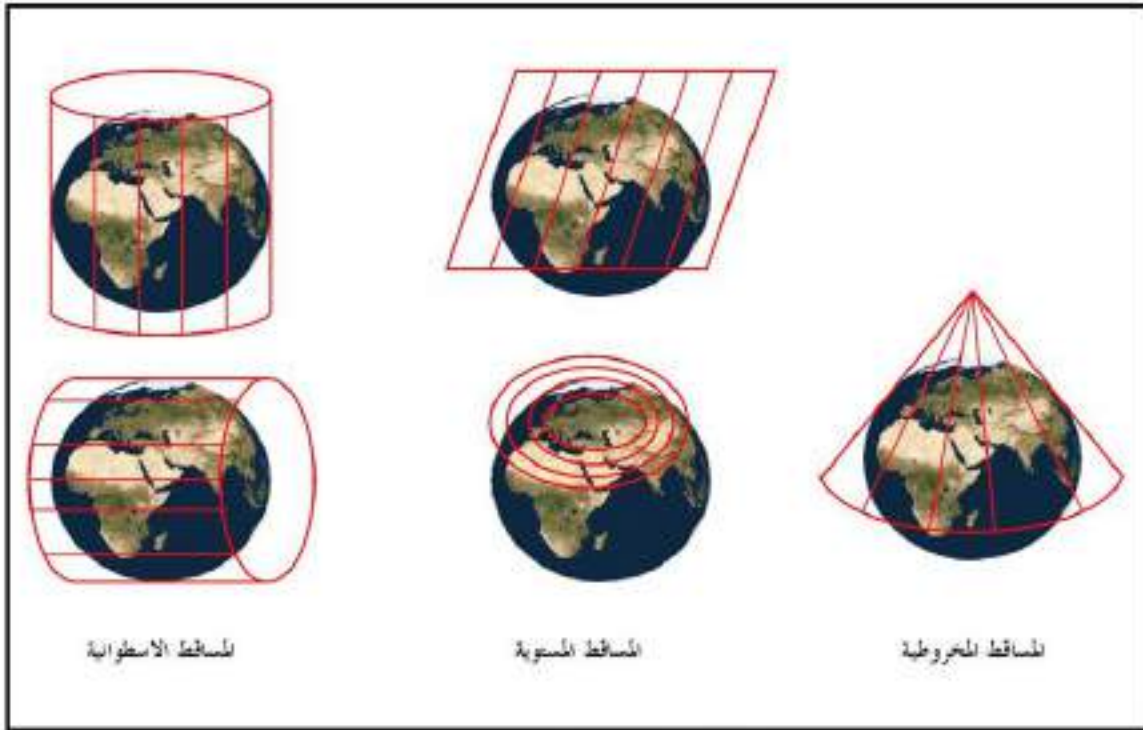 المساقط المخروطية
المساقط المستوية
المساقط الاسطوانية